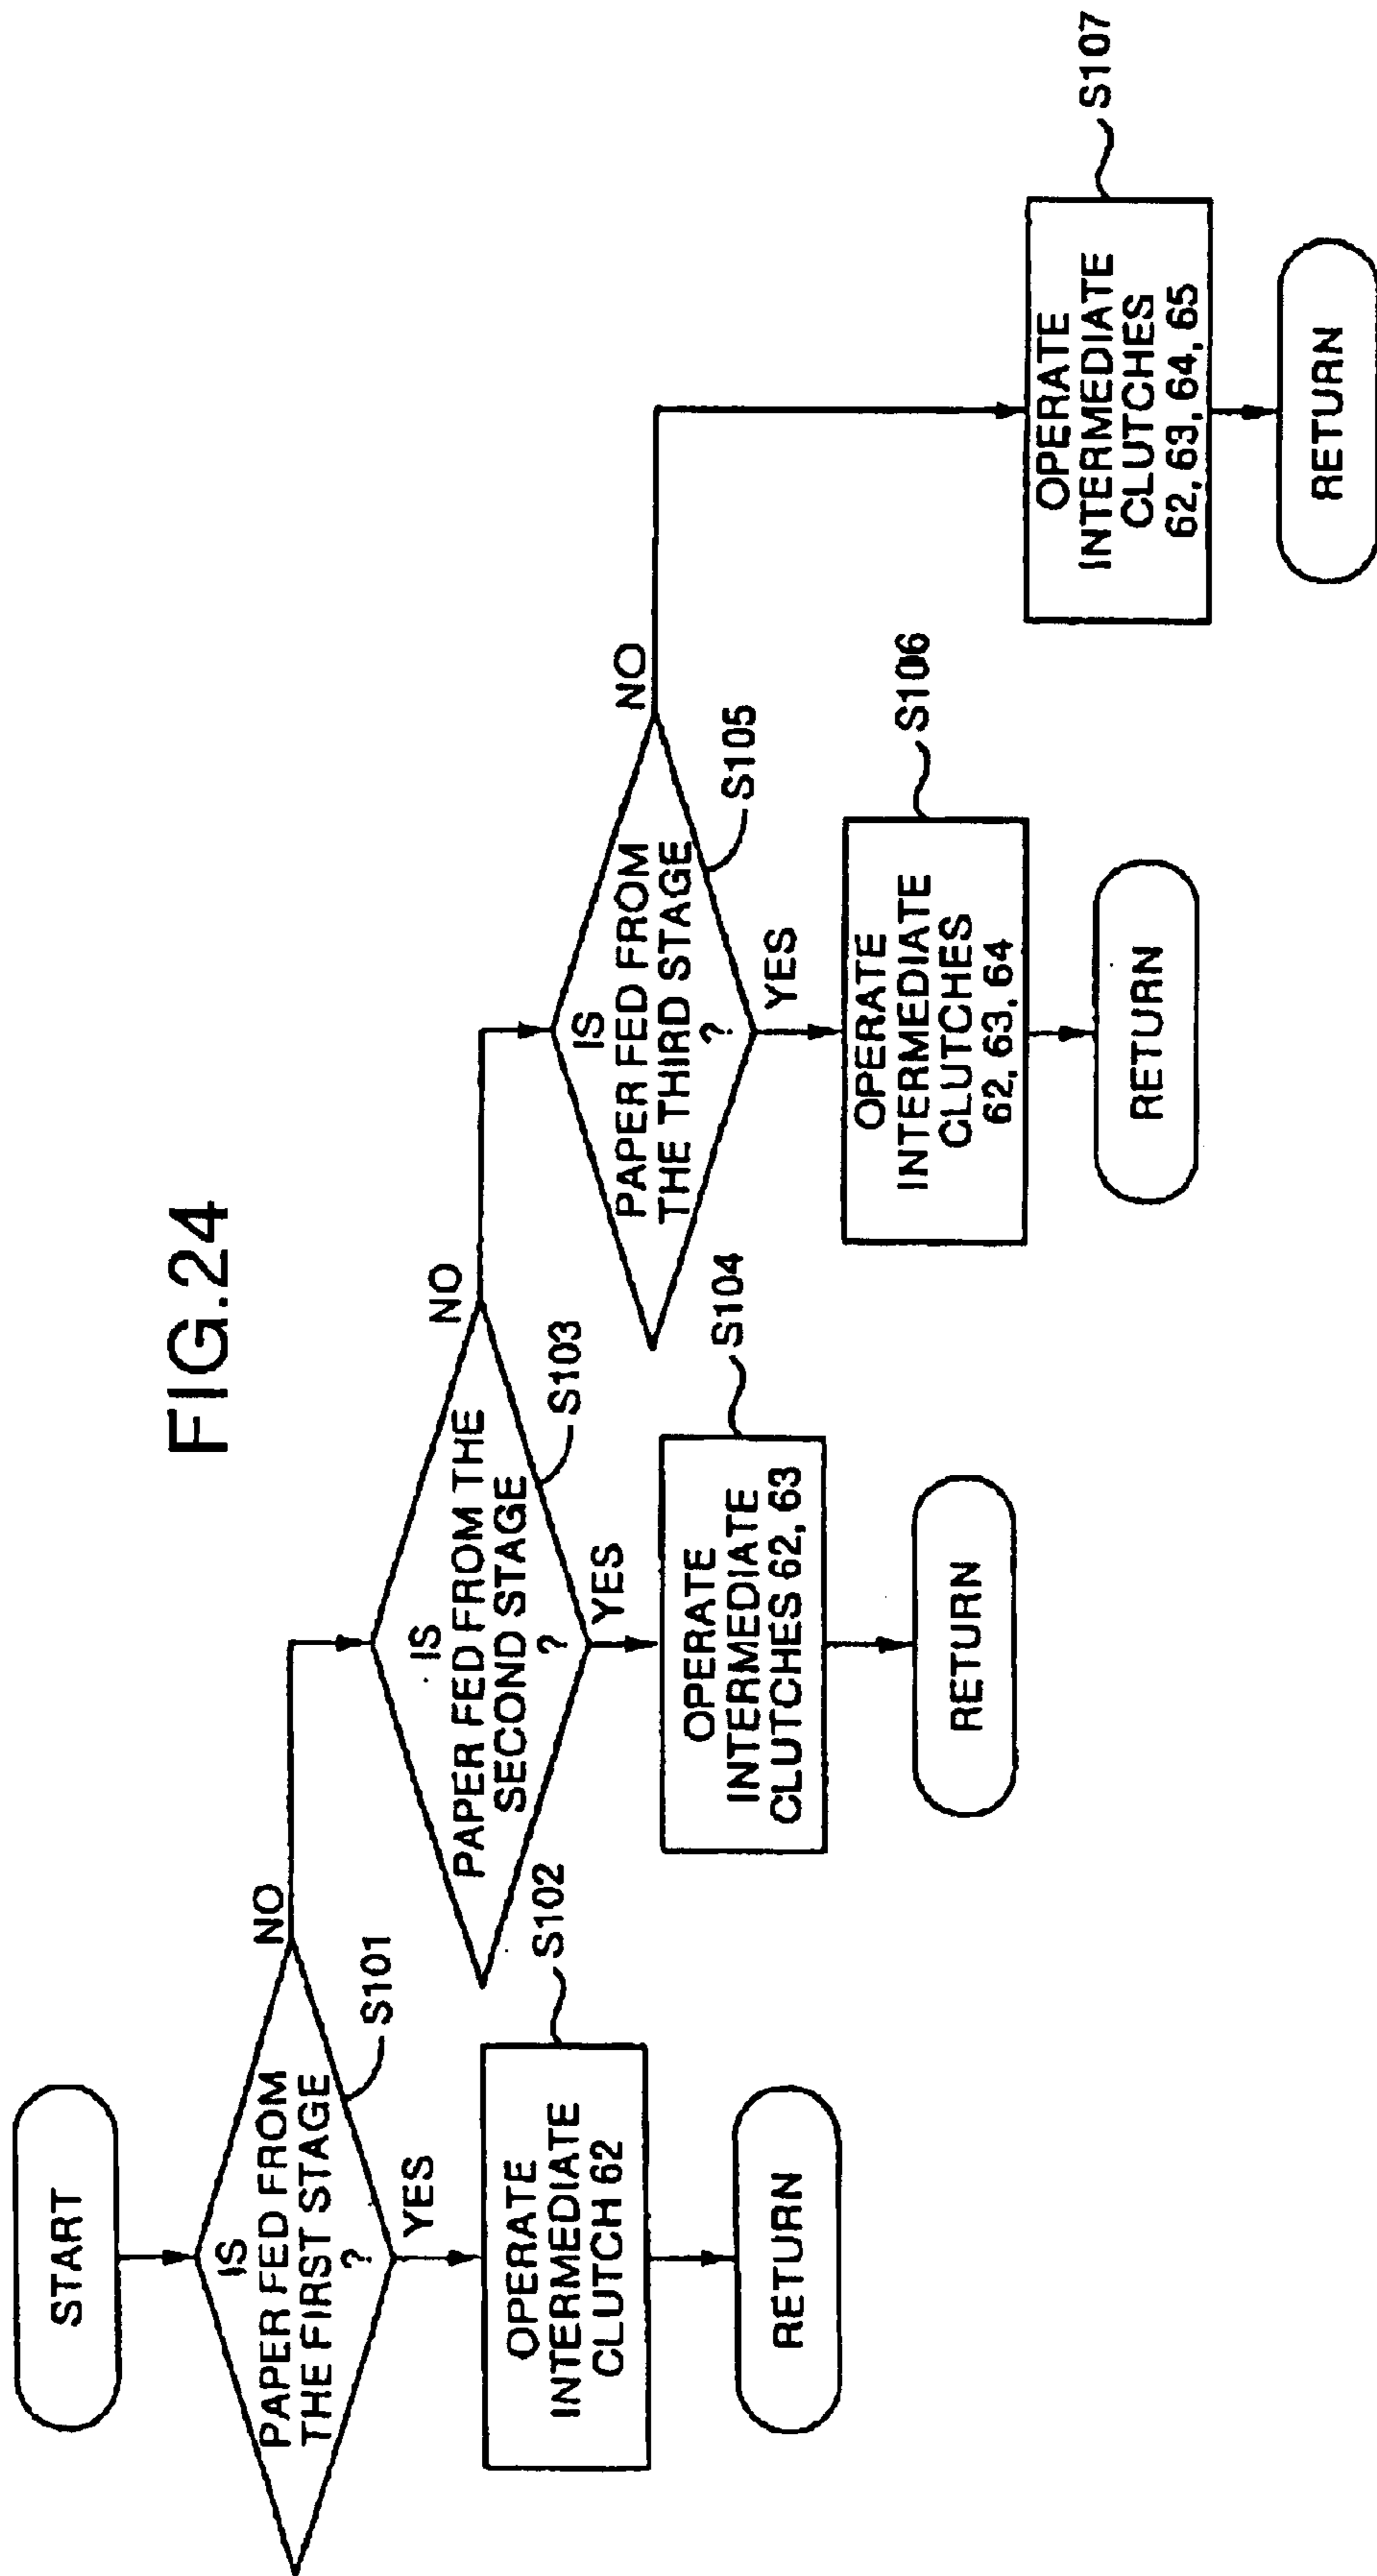 FIG.24
START
IS
PAPER FED FROM
THE FIRST STAGE
?
S101
NO
YES
OPERATE
INTERMEDIATE
CLUTCH 62
S102
RETURN
IS
PAPER FED FROM THE
SECOND STAGE
?
S103
NO
YES
OPERATE
INTERMEDIATE
CLUTCHES 62, 63
S104
RETURN
IS
PAPER FED FROM
THE THIRD STAGE
?
S105
NO
YES
OPERATE
INTERMEDIATE
CLUTCHES
62, 63, 64
S106
RETURN
OPERATE
INTERMEDIATE
CLUTCHES
62, 63, 64, 65
S107
RETURN